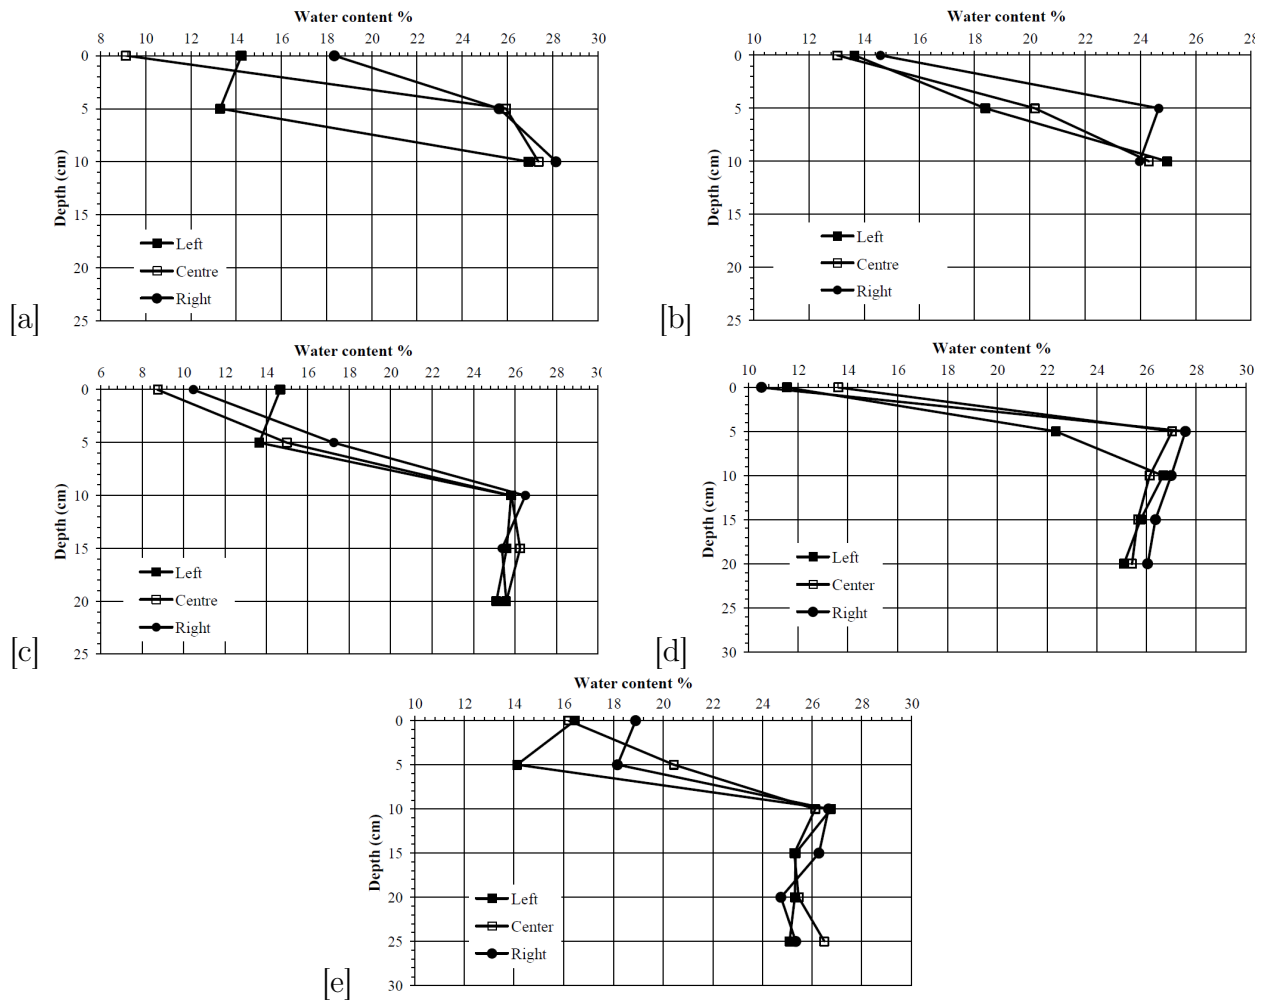 Water content %
8 10 12 14 16 18 20 22 24 26 28 30
0
5
10
15
20
25
Depth (cm)
Left
Centre
Right
[a]
Water content %
10 12 14 16 18 20 22 24 26 28
0
5
10
15
20
25
Depth (cm)
Left
Centre
Right
[b]
Water content %
6 8 10 12 14 16 18 20 22 24 26 28 30
0
5
10
15
20
25
Depth (cm)
Left
Centre
Right
[c]
Water content %
10 12 14 16 18 20 22 24 26 28 30
0
5
10
15
20
25
30
Depth (cm)
Left
Center
Right
[d]
Water content %
10 12 14 16 18 20 22 24 26 28 30
0
5
10
15
20
25
30
Depth (cm)
Left
Center
Right
[e]